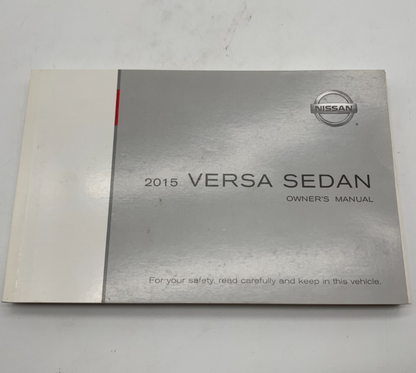 NISSAN
2015 VERSA SEDAN
OWNER'S MANUAL
For your safety, read carefully and keep in this vehicle.